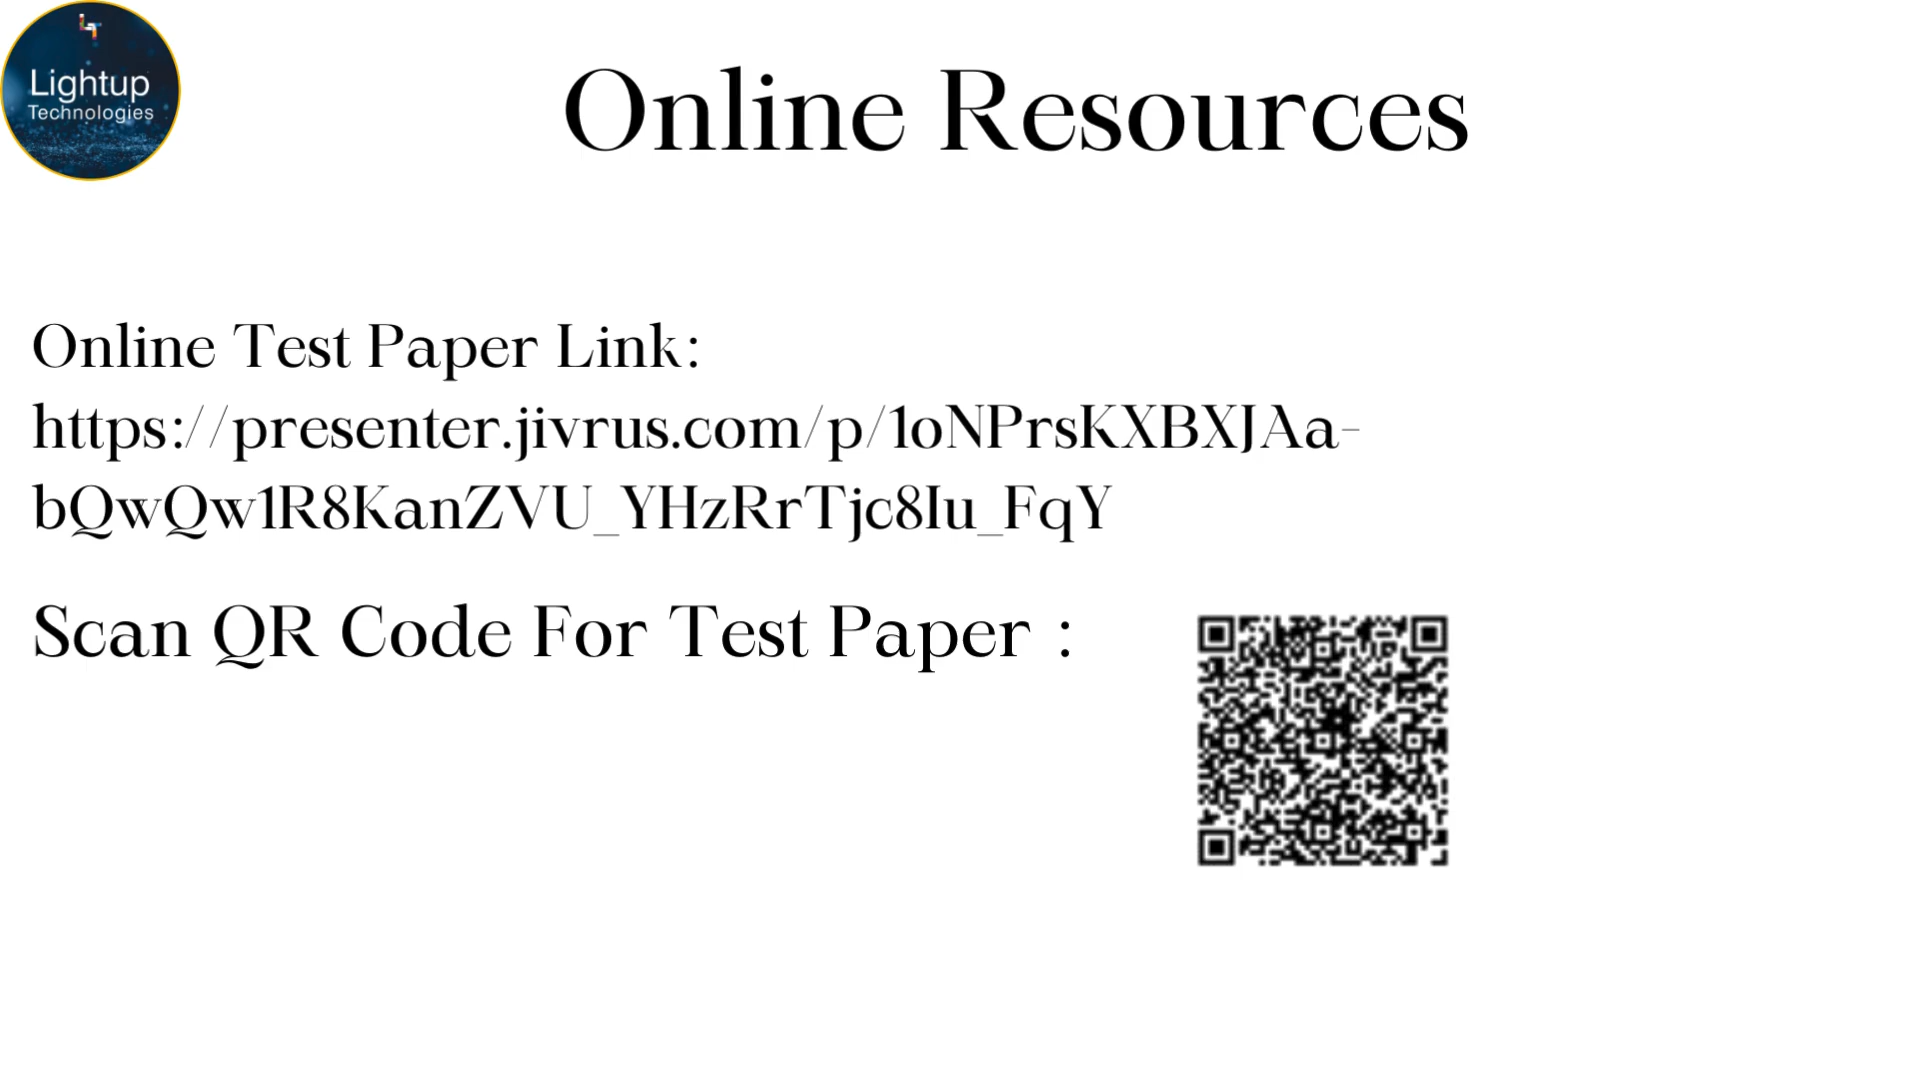 Lightup
Technologies
Online Resources
Online Test Paper Link:
https://presenter.jivrus.com/p/1oNPrsKXBXJAa-
bQwQw1R8KanZVU_YHzRrTjc8Iu_FqY
Scan QR Code For Test Paper :